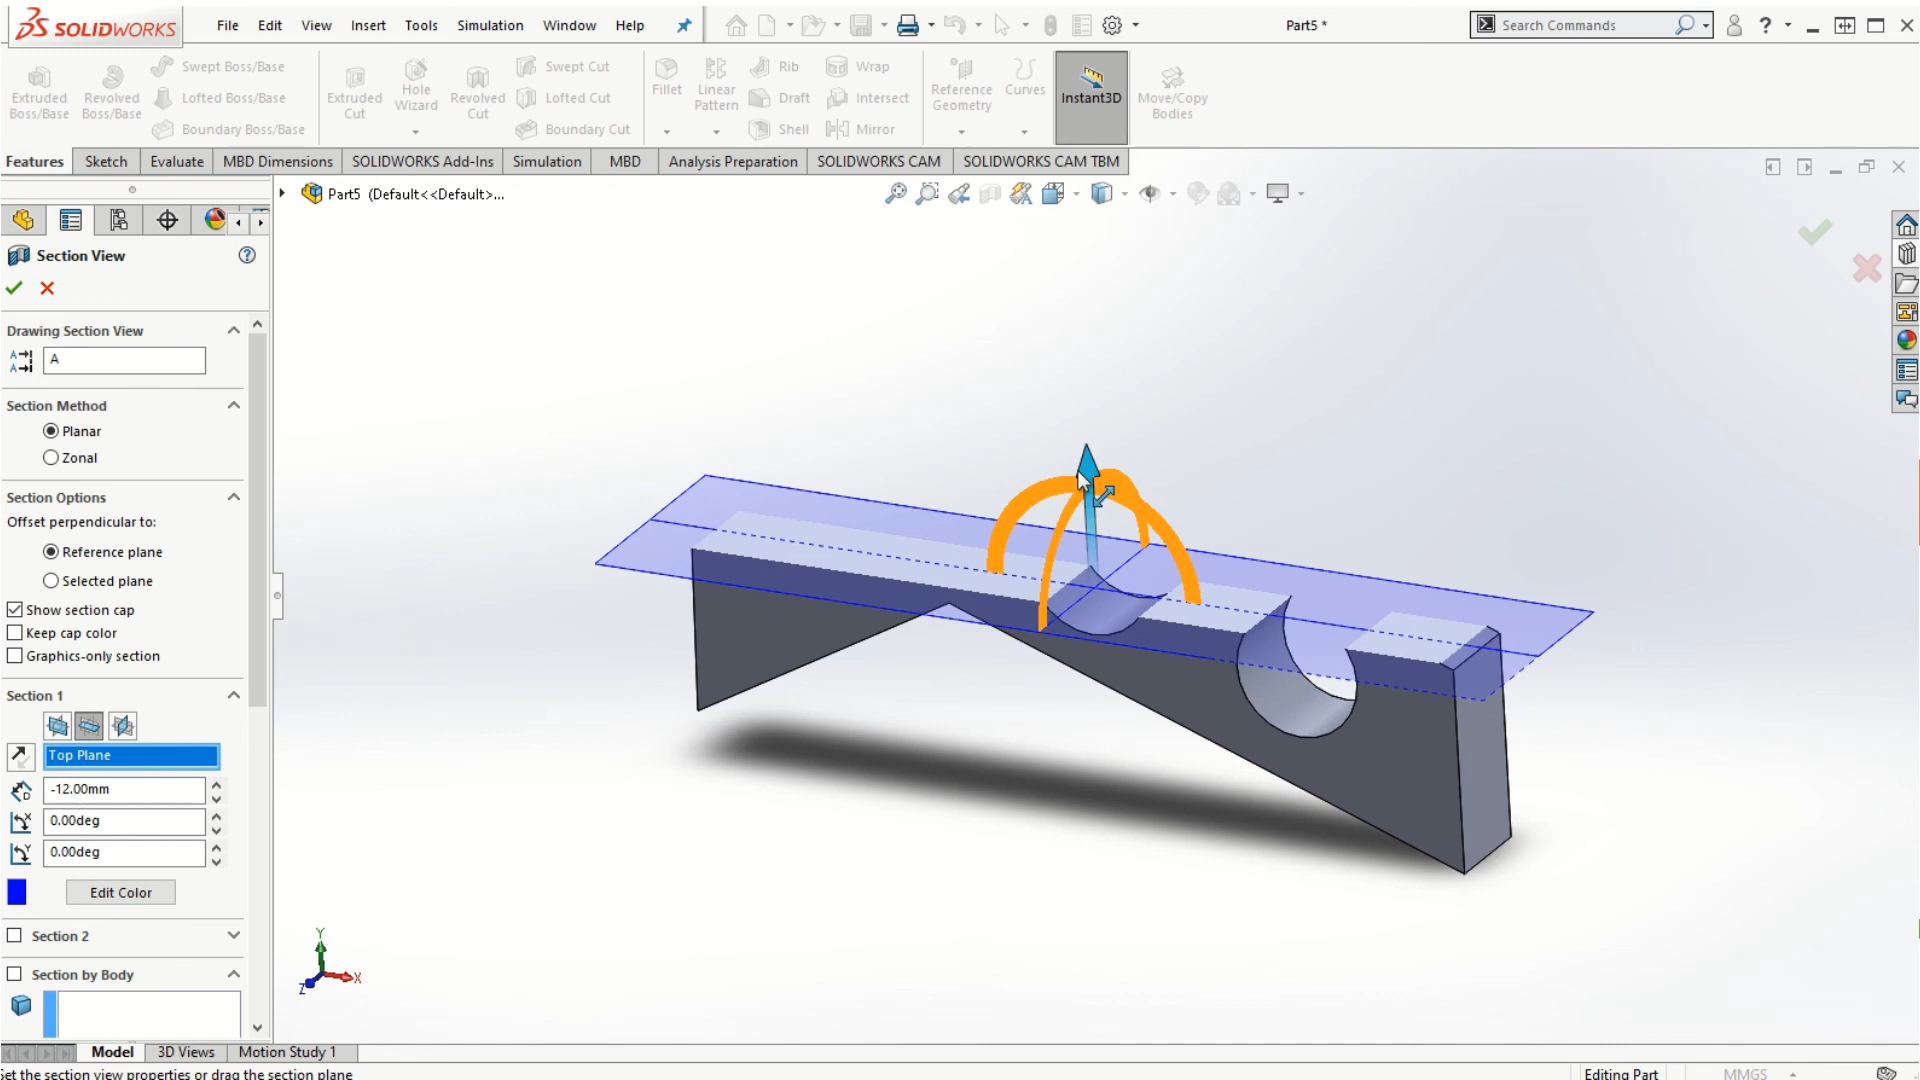 SOLIDWORKS File Edit View Insert Tools Simulation Window Help Part5 * Search Commands ?
Extruded Boss/Base
Revolved Boss/Base
Swept Boss/Base
Lofted Boss/Base
Boundary Boss/Base
Extruded Cut
Hole Wizard
Revolved Cut
Swept Cut
Lofted Cut
Boundary Cut
Fillet
Linear Pattern
Rib
Draft
Shell
Wrap
Intersect
Mirror
Reference Geometry
Curves
Instant3D
Move/Copy Bodies
Features Sketch Evaluate MBD Dimensions SOLIDWORKS Add-Ins Simulation MBD Analysis Preparation SOLIDWORKS CAM SOLIDWORKS CAM TBM
Part5 (Default<<Default>...
Section View ?
Drawing Section View
A
Section Method
Planar
Zonal
Section Options
Offset perpendicular to:
Reference plane
Selected plane
Show section cap
Keep cap color
Graphics-only section
Section 1
Top Plane
-12.00mm
0.00deg
0.00deg
Edit Color
Section 2
Section by Body
Y
X
Z
Model 3D Views Motion Study 1
Set the section view properties or drag the section plane Editing Part MMGS